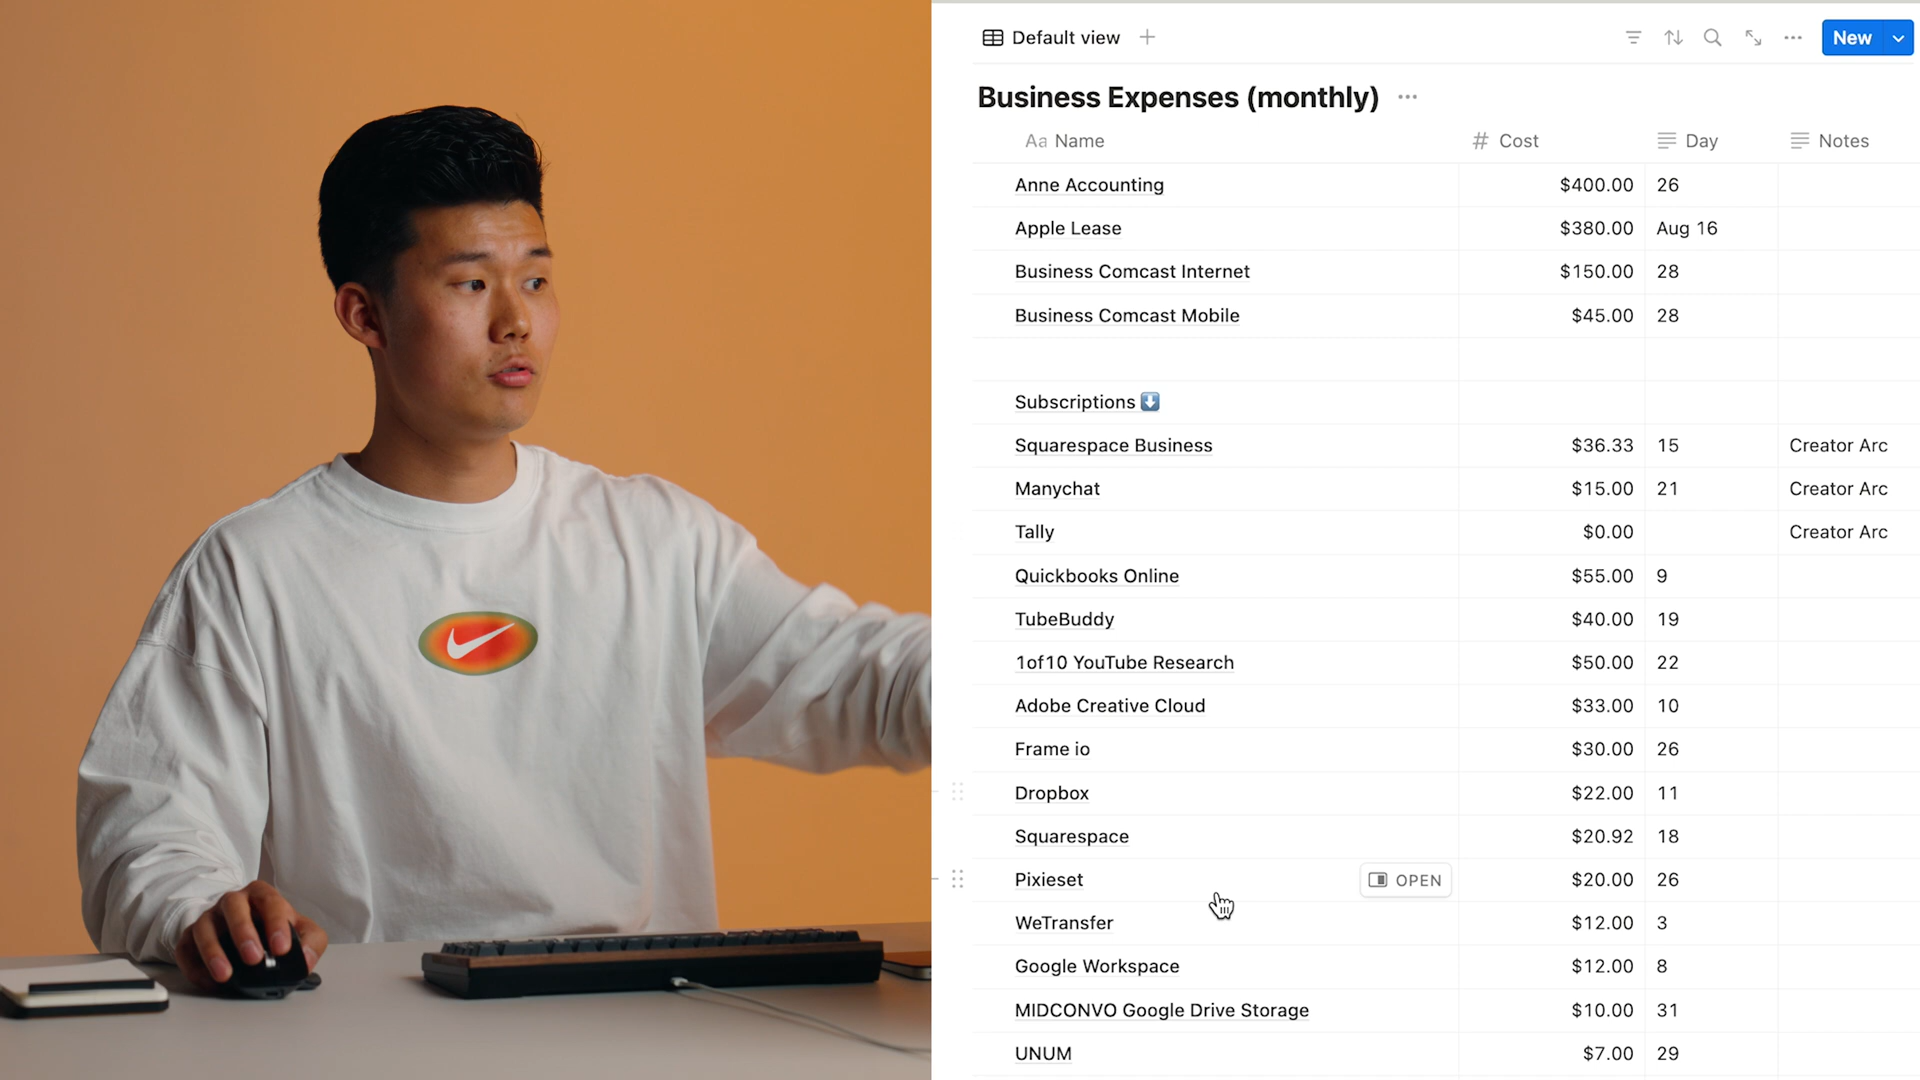 Default view
New
Business Expenses (monthly)
Aa Name # Cost Day Notes
Anne Accounting $400.00 26
Apple Lease $380.00 Aug 16
Business Comcast Internet $150.00 28
Business Comcast Mobile $45.00 28
Subscriptions ⬇️
Squarespace Business $36.33 15 Creator Arc
Manychat $15.00 21 Creator Arc
Tally $0.00 Creator Arc
Quickbooks Online $55.00 9
TubeBuddy $40.00 19
1of10 YouTube Research $50.00 22
Adobe Creative Cloud $33.00 10
Frame io $30.00 26
Dropbox $22.00 11
Squarespace $20.92 18
Pixieset OPEN $20.00 26
WeTransfer $12.00 3
Google Workspace $12.00 8
MIDCONVO Google Drive Storage $10.00 31
UNUM $7.00 29